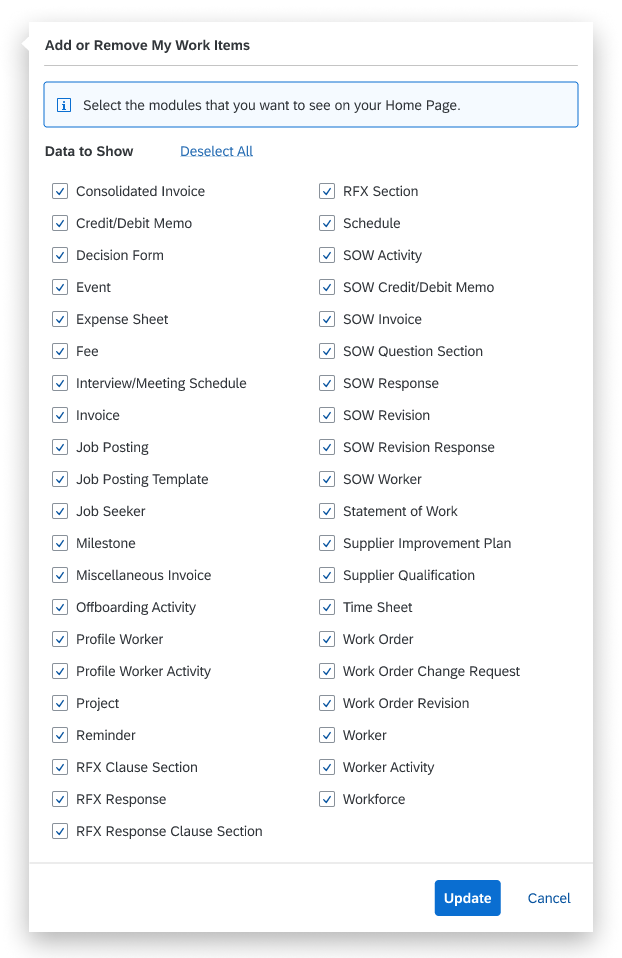 Add or Remove My Work Items
Select the modules that you want to see on your Home Page.
Data to Show
Deselect All
Consolidated Invoice
Credit/Debit Memo
Decision Form
Event
Expense Sheet
Fee
Interview/Meeting Schedule
Invoice
Job Posting
Job Posting Template
Job Seeker
Milestone
Miscellaneous Invoice
Offboarding Activity
Profile Worker
Profile Worker Activity
Project
Reminder
RFX Clause Section
RFX Response
RFX Response Clause Section
RFX Section
Schedule
SOW Activity
SOW Credit/Debit Memo
SOW Invoice
SOW Question Section
SOW Response
SOW Revision
SOW Revision Response
SOW Worker
Statement of Work
Supplier Improvement Plan
Supplier Qualification
Time Sheet
Work Order
Work Order Change Request
Work Order Revision
Worker
Worker Activity
Workforce
Update
Cancel